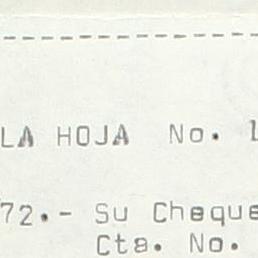 LA HOJA No. 1
72.- Su Cheque
Cta. No.